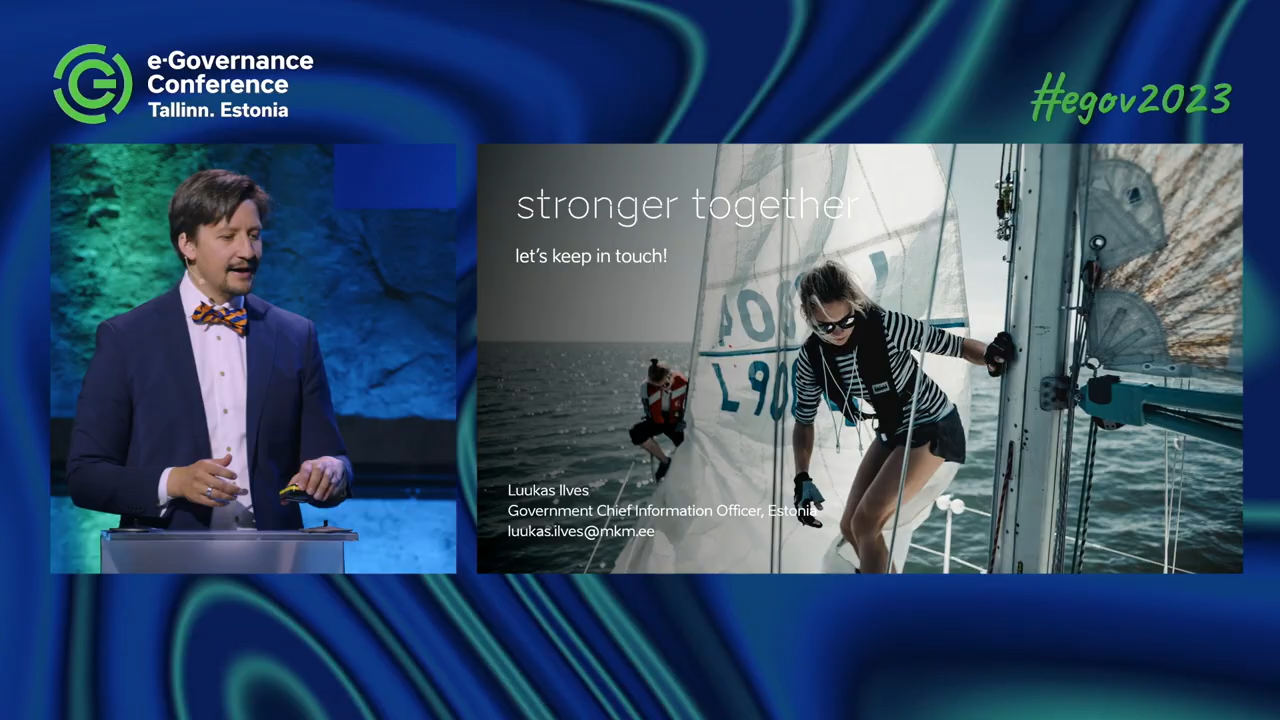 e-Governance
Conference
Tallinn. Estonia
#egov2023
stronger together
let's keep in touch!
Luukas Ilves
Government Chief Information Officer, Estonia
luukas.ilves@mkm.ee